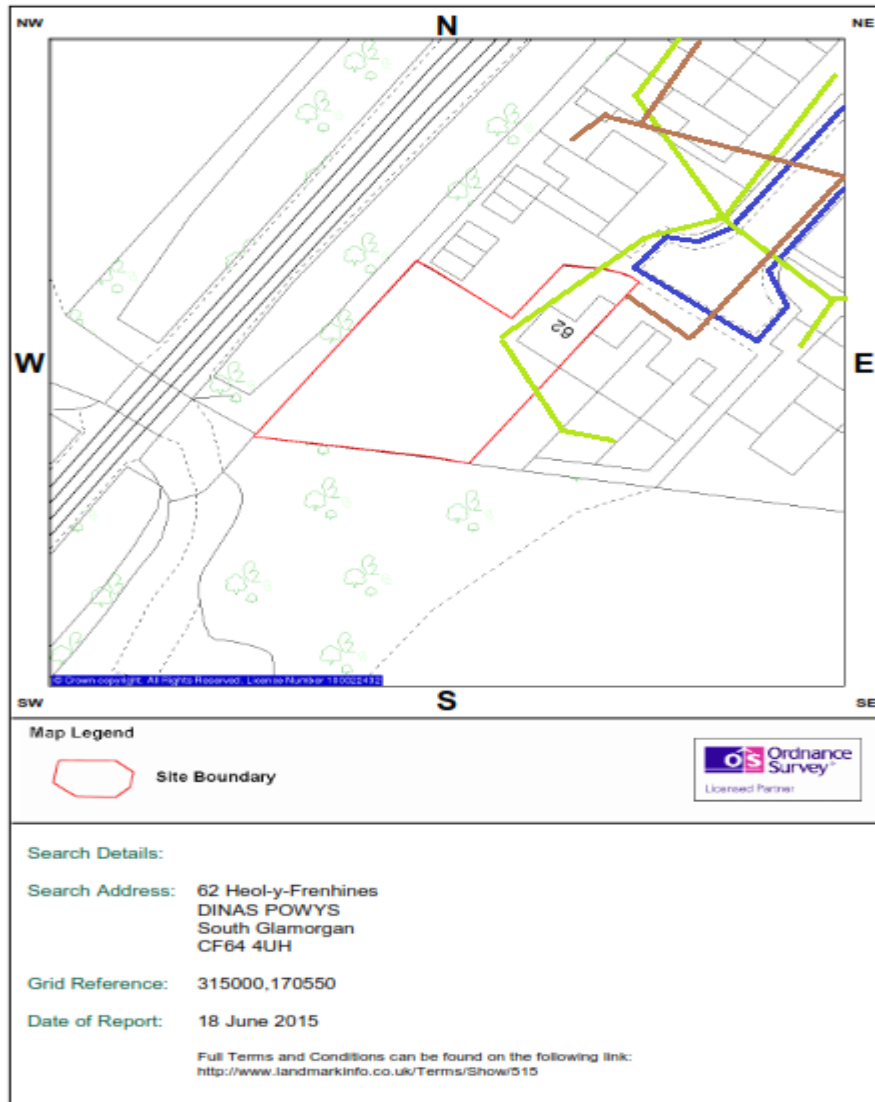 NW
N
NE
62
W
E
© Crown copyright. All Rights Reserved. License Number 100022432
SW
S
SE
Map Legend
Site Boundary
OS Ordnance Survey®
Licensed Partner
Search Details:
Search Address: 62 Heol-y-Frenhines
DINAS POWYS
South Glamorgan
CF64 4UH
Grid Reference: 315000,170550
Date of Report: 18 June 2015
Full Terms and Conditions can be found on the following link:
http://www.landmarkinfo.co.uk/Terms/Show/515